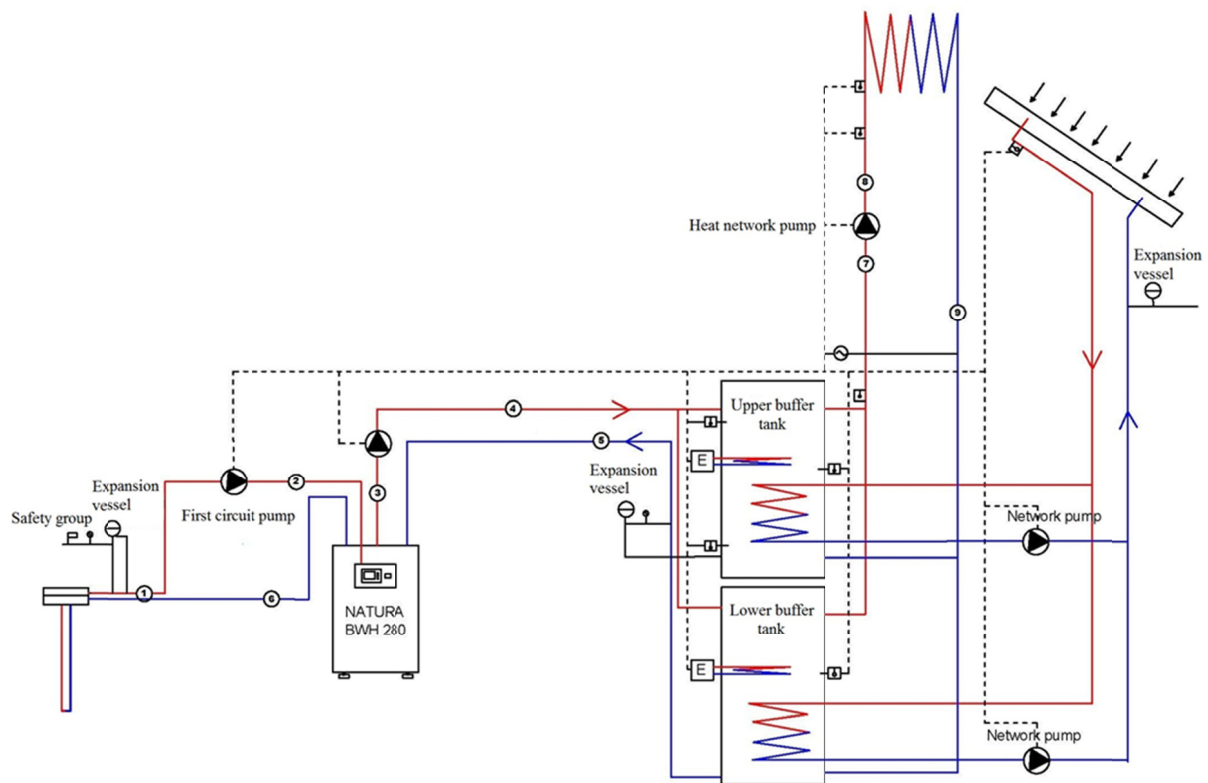 8
Heat network pump
7
Expansion
vessel
9
Upper buffer
tank
4
5
E
Expansion
vessel
2
3
Expansion
vessel
Safety group
First circuit pump
Network pump
1
6
NATURA
BWH 280
Lower buffer
tank
E
Network pump